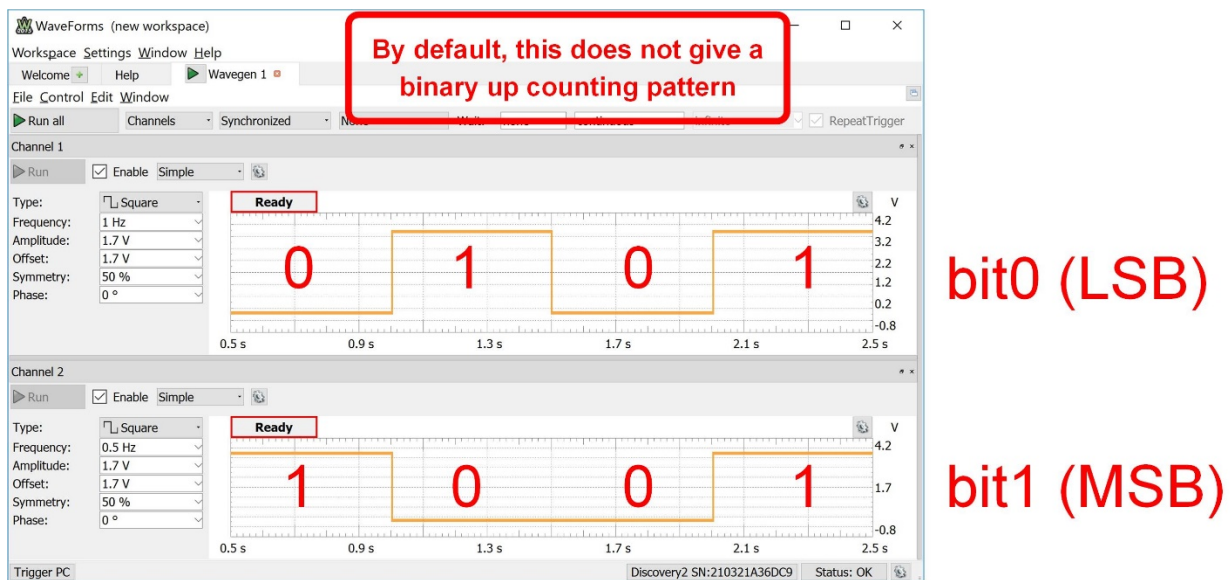 WaveForms (new workspace)
Workspace Settings Window Help
By default, this does not give a
binary up counting pattern
Welcome Help Wavegen 1
File Control Edit Window
Run all Channels Synchronized RepeatTrigger
Channel 1
Run Enable Simple
Type: Square Ready V
Frequency: 1 Hz 4.2
Amplitude: 1.7 V 3.2
Offset: 1.7 V 2.2
Symmetry: 50 % 1.2
Phase: 0 ° 0.2
-0.8
0 1 0 1
bit0 (LSB)
0.5 s 0.9 s 1.3 s 1.7 s 2.1 s 2.5 s
Channel 2
Run Enable Simple
Type: Square Ready V
Frequency: 0.5 Hz 4.2
Amplitude: 1.7 V
Offset: 1.7 V 1.7
Symmetry: 50 %
Phase: 0 ° -0.8
1 0 0 1
bit1 (MSB)
0.5 s 0.9 s 1.3 s 1.7 s 2.1 s 2.5 s
Trigger PC Discovery2 SN:210321A36DC9 Status: OK